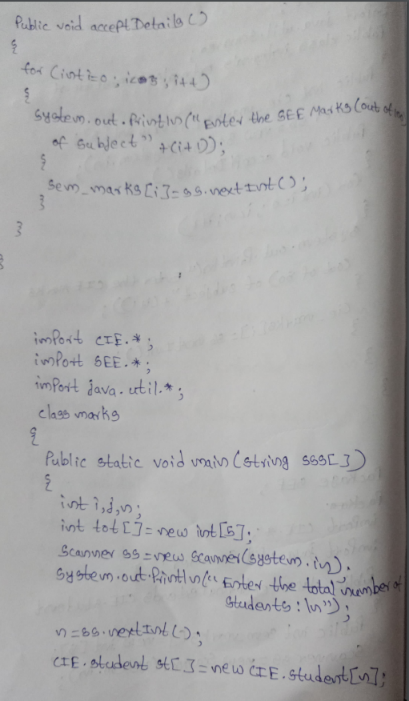 Public void acceptDetails()
{
for (int i=0; i<=5; i++)
{
System.out.Println("Enter the SEE Marks (out of
of Subject" +(i+1));
{
Sem_marks[i]=ss.nextInt();
}
}
}
import CIE.*;
import SEE.*;
import java.util.*;
class marks
{
Public static void main(String sss[])
{
int i,j,n;
int tot[]=new int[5];
Scanner ss=new Scanner(System.in).
System.out.Println("Enter the total number of
Students:\n");
n=ss.nextInt(-);
CIE.Student st[]=new CIE.student[n];